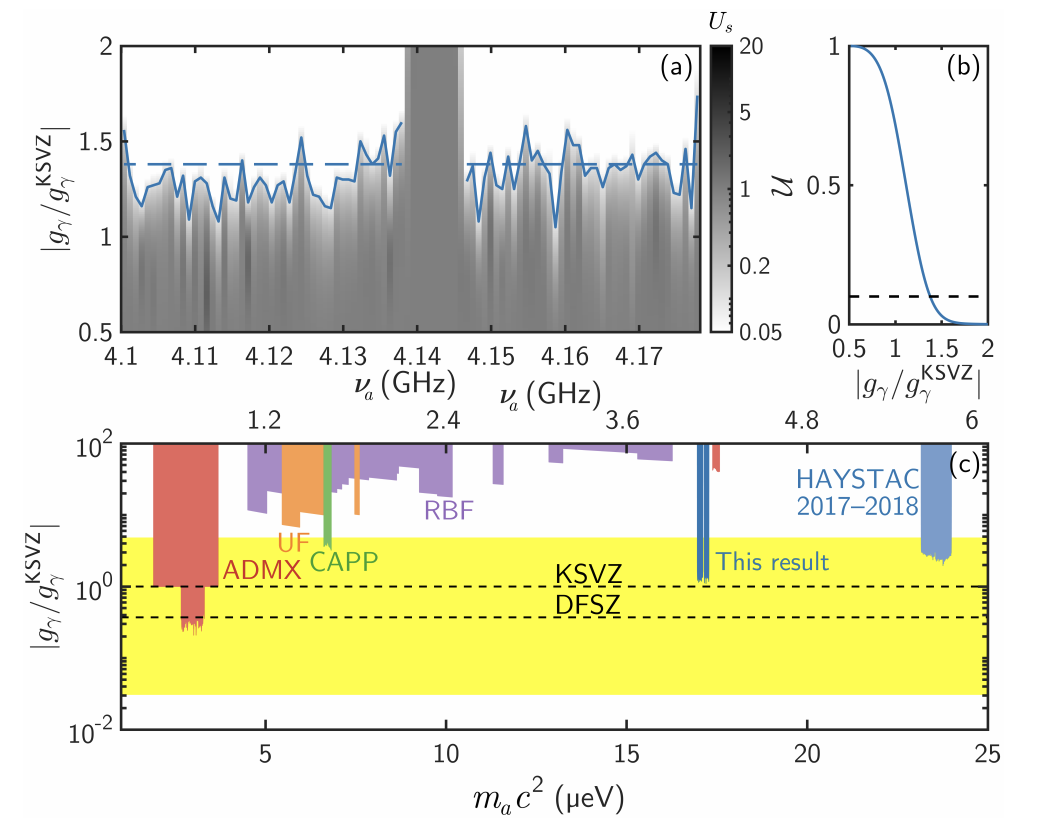 U_s
2
1.5
1
0.5
|g_γ/g_γ^KSVZ|
(a)
20
5
1
0.2
0.05
4.1 4.11 4.12 4.13 4.14 4.15 4.16 4.17
ν_a (GHz)
1
0.5
0
𝒰
(b)
0.5 1 1.5 2
|g_γ/g_γ^KSVZ|
ν_a (GHz)
1.2 2.4 3.6 4.8 6
10^2
10^0
10^-2
|g_γ/g_γ^KSVZ|
(c)
HAYSTAC
2017–2018
RBF
UF
CAPP
ADMX
This result
KSVZ
DFSZ
5 10 15 20 25
m_a c^2 (µeV)